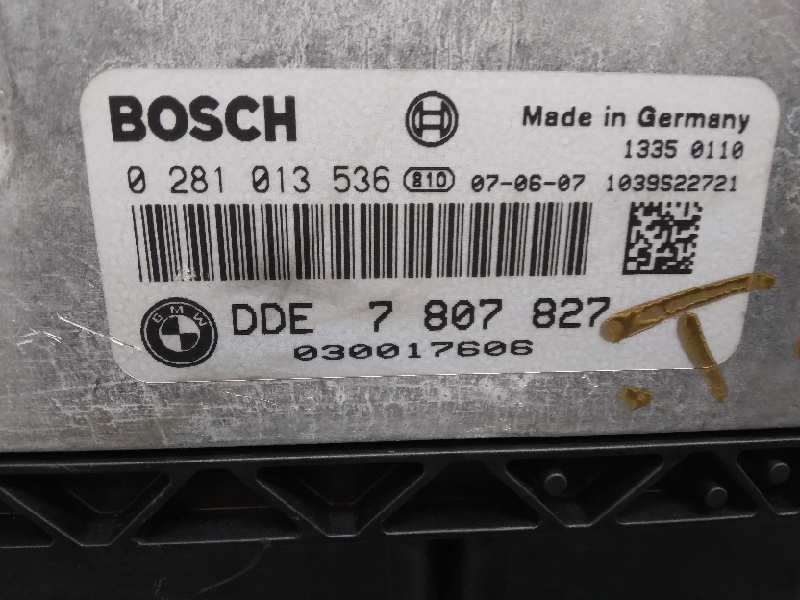 BOSCH Made in Germany
1335 0110
0 281 013 536 810 07-06-07 1039S22721
BMW DDE 7 807 827
030017606